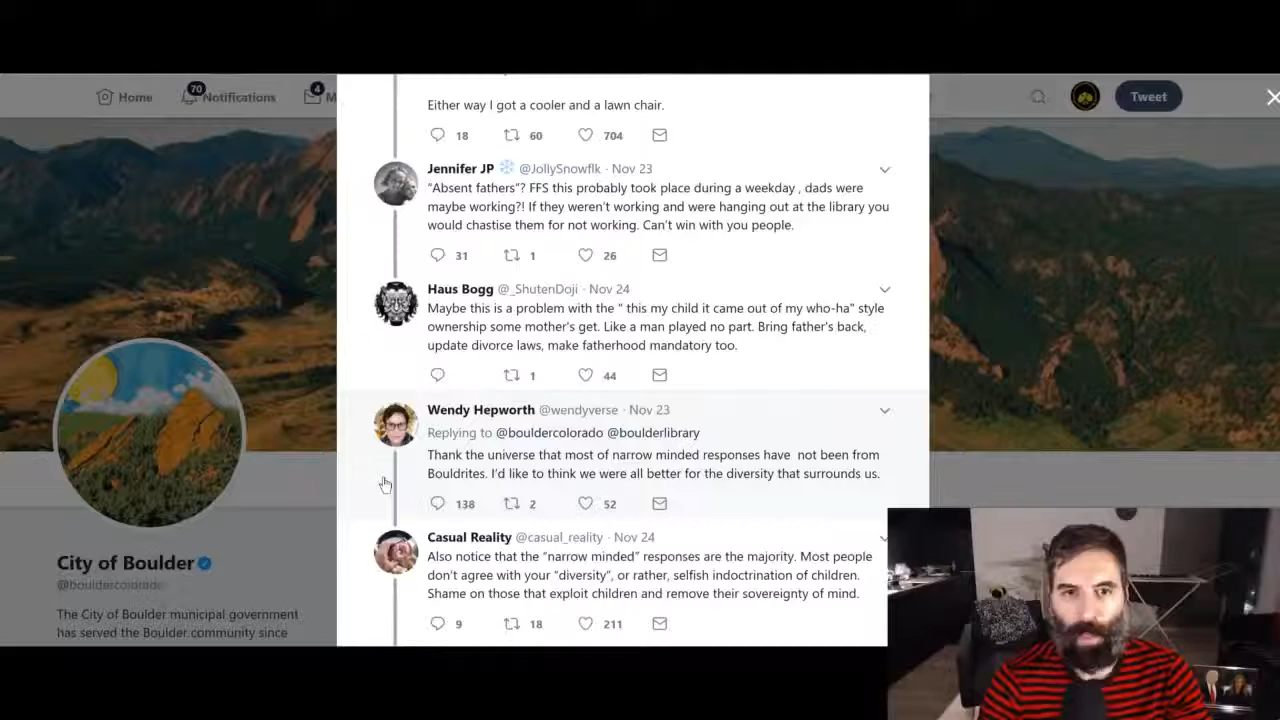 70
4
Home
Notifications
M
Tweet
Either way I got a cooler and a lawn chair.
18 60 704
Jennifer JP @JollySnowflk · Nov 23
“Absent fathers”? FFS this probably took place during a weekday , dads were
maybe working?! If they weren't working and were hanging out at the library you
would chastise them for not working. Can't win with you people.
31 1 26
Haus Bogg @_ShutenDoji · Nov 24
Maybe this is a problem with the " this my child it came out of my who-ha" style
ownership some mother's get. Like a man played no part. Bring father's back,
update divorce laws, make fatherhood mandatory too.
1 44
Wendy Hepworth @wendyverse · Nov 23
Replying to @bouldercolorado @boulderlibrary
Thank the universe that most of narrow minded responses have not been from
Bouldrites. I'd like to think we were all better for the diversity that surrounds us.
138 2 52
Casual Reality @casual_reality · Nov 24
Also notice that the “narrow minded” responses are the majority. Most people
don't agree with your “diversity”, or rather, selfish indoctrination of children.
Shame on those that exploit children and remove their sovereignty of mind.
9 18 211
City of Boulder
@bouldercolorado
The City of Boulder municipal government
has served the Boulder community since